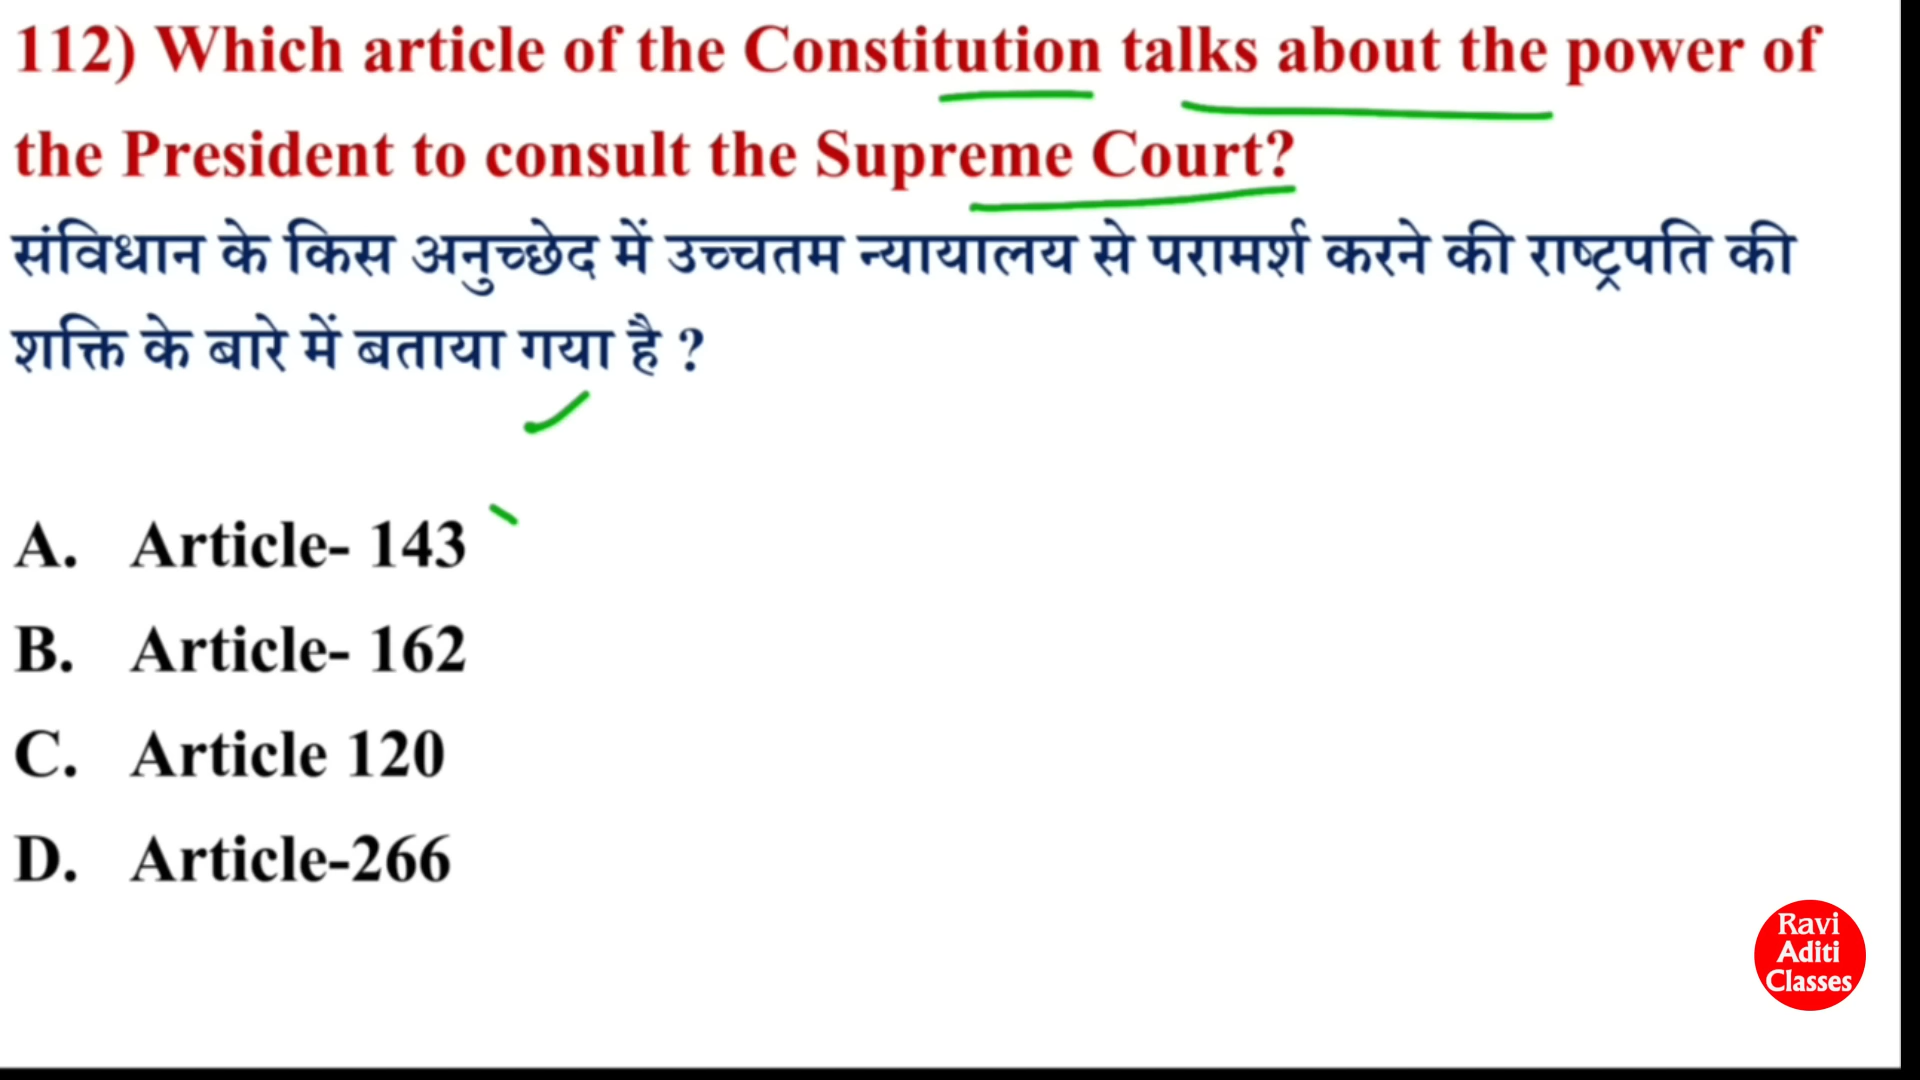 112) Which article of the Constitution talks about the power of
the President to consult the Supreme Court?
संविधान के किस अनुच्छेद में उच्चतम न्यायालय से परामर्श करने की राष्ट्रपति की
शक्ति के बारे में बताया गया है ?
A. Article- 143
B. Article- 162
C. Article 120
D. Article-266
Ravi
Aditi
Classes